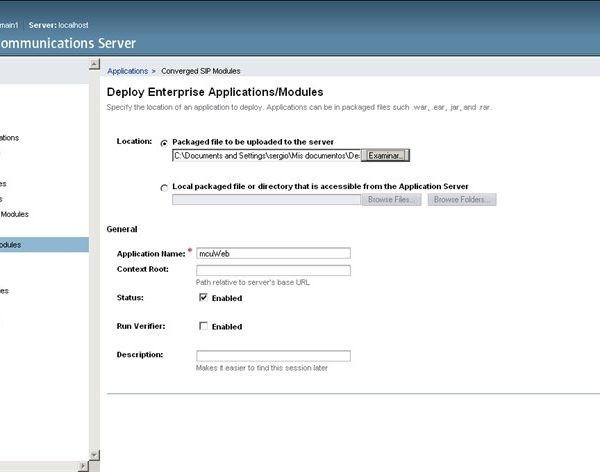 main1 Server: localhost
ommunications Server
Applications > Converged SIP Modules
Deploy Enterprise Applications/Modules
Specify the location of an application to deploy. Applications can be in packaged files such .war, .ear, .jar, and .rar.
ations
Location: Packaged file to be uploaded to the server
C:\Documents and Settings\sergio\Mis documentos\De: Examinar...
es
s
Local packaged file or directory that is accessible from the Application Server
Browse Files... Browse Folders...
Modules
General
odules
Application Name: * mcuWeb
Context Root:
Path relative to server's base URL
es
Status: Enabled
Run Verifier: Enabled
Description:
Makes it easier to find this session later